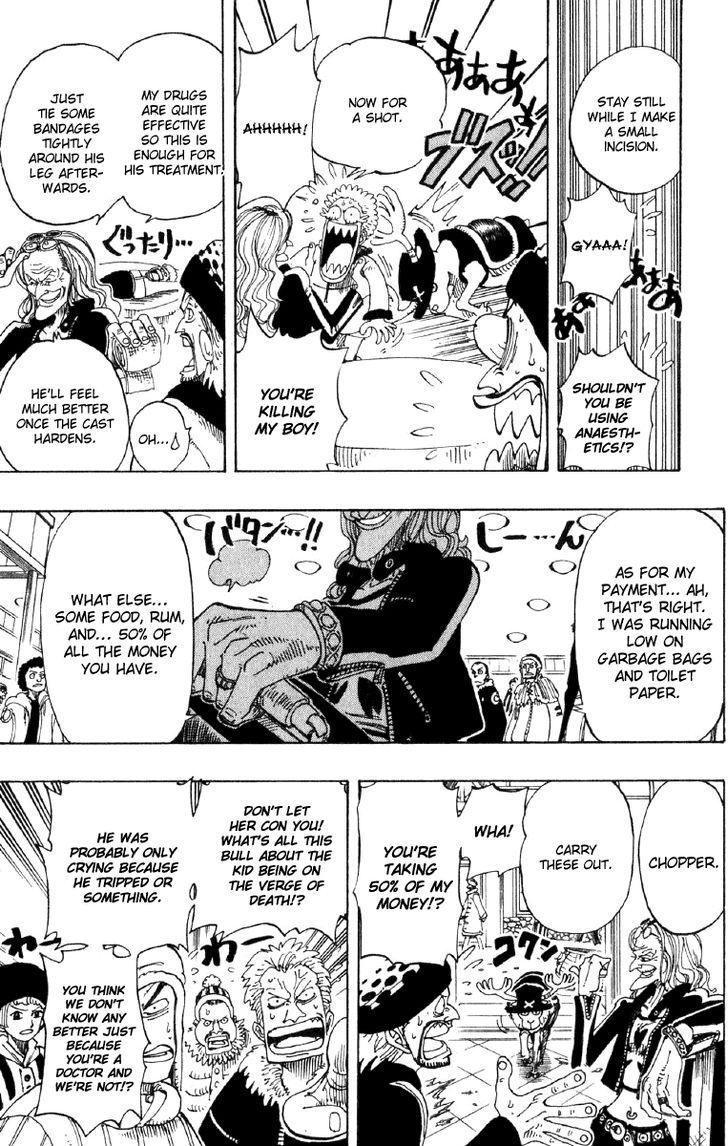 STAY STILL
WHILE I MAKE
A SMALL
INCISION.
GYAAA!
ああ
あああ
SHOULDN'T
YOU BE
USING
ANAESTH-
ETICS!?
NOW FOR
A SHOT.
AHHHHH!
YOU'RE
KILLING
MY BOY!
MY DRUGS
ARE QUITE
EFFECTIVE
SO THIS IS
ENOUGH FOR
HIS TREATMENT.
JUST
TIE SOME
BANDAGES
TIGHTLY
AROUND HIS
LEG AFTER-
WARDS.
ぐったり…
HE'LL FEEL
MUCH BETTER
ONCE THE CAST
HARDENS.
OH...
AS FOR MY
PAYMENT... AH,
THAT'S RIGHT.
I WAS RUNNING
LOW ON
GARBAGE BAGS
AND TOILET
PAPER.
しーん
バタン…!!
WHAT ELSE...
SOME FOOD, RUM,
AND... 50% OF
ALL THE MONEY
YOU HAVE.
CHOPPER.
CARRY
THESE OUT.
コクン
WHA!
YOU'RE
TAKING
50% OF MY
MONEY!?
DON'T LET
HER CON YOU!
WHAT'S ALL THIS
BULL ABOUT THE
KID BEING ON
THE VERGE OF
DEATH!?
HE WAS
PROBABLY ONLY
CRYING BECAUSE
HE TRIPPED OR
SOMETHING.
わー
わー
YOU THINK
WE DON'T
KNOW ANY
BETTER JUST
BECAUSE
YOU'RE A
DOCTOR AND
WE'RE NOT!?